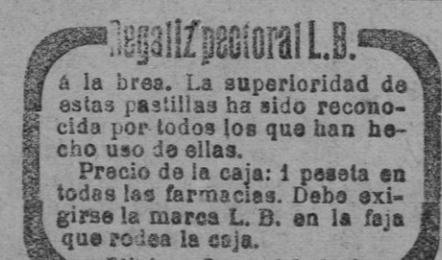 Regaliz pectoral L. B.
á la brea. La superioridad de
estas pastillas ha sido recono-
cida por todos los que han he-
cho uso de ellas.
Precio de la caja: 1 peseta en
todas las farmacias. Debe exi-
girse la marca L. B. en la faja
que rodea la caja.